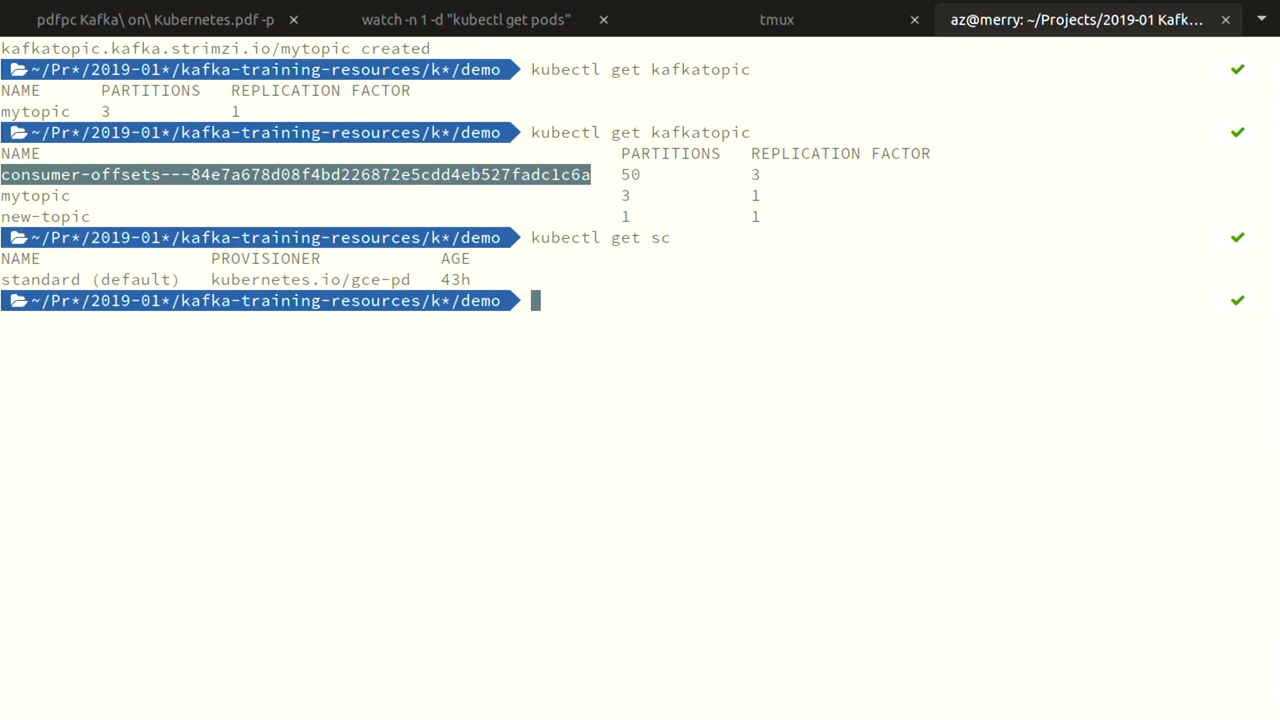 pdfpc Kafka\ on\ Kubernetes.pdf -p
watch -n 1 -d "kubectl get pods"
tmux
az@merry: ~/Projects/2019-01 Kafk...
kafkatopic.kafka.strimzi.io/mytopic created
~/Pr*/2019-01*/kafka-training-resources/k*/demo kubectl get kafkatopic
NAME PARTITIONS REPLICATION FACTOR
mytopic 3 1
~/Pr*/2019-01*/kafka-training-resources/k*/demo kubectl get kafkatopic
NAME PARTITIONS REPLICATION FACTOR
consumer-offsets---84e7a678d08f4bd226872e5cdd4eb527fadc1c6a 50 3
mytopic 3 1
new-topic 1 1
~/Pr*/2019-01*/kafka-training-resources/k*/demo kubectl get sc
NAME PROVISIONER AGE
standard (default) kubernetes.io/gce-pd 43h
~/Pr*/2019-01*/kafka-training-resources/k*/demo